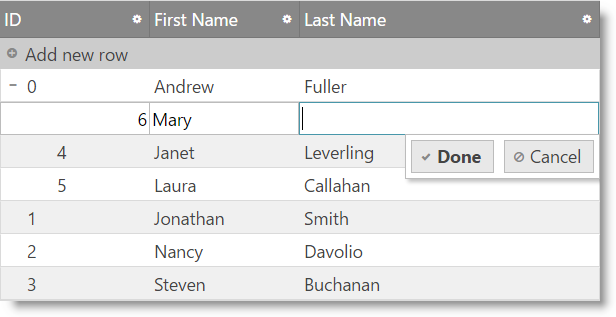 ID First Name Last Name
Add new row
0 Andrew Fuller
6 Mary
4 Janet Leverling
Done Cancel
5 Laura Callahan
1 Jonathan Smith
2 Nancy Davolio
3 Steven Buchanan